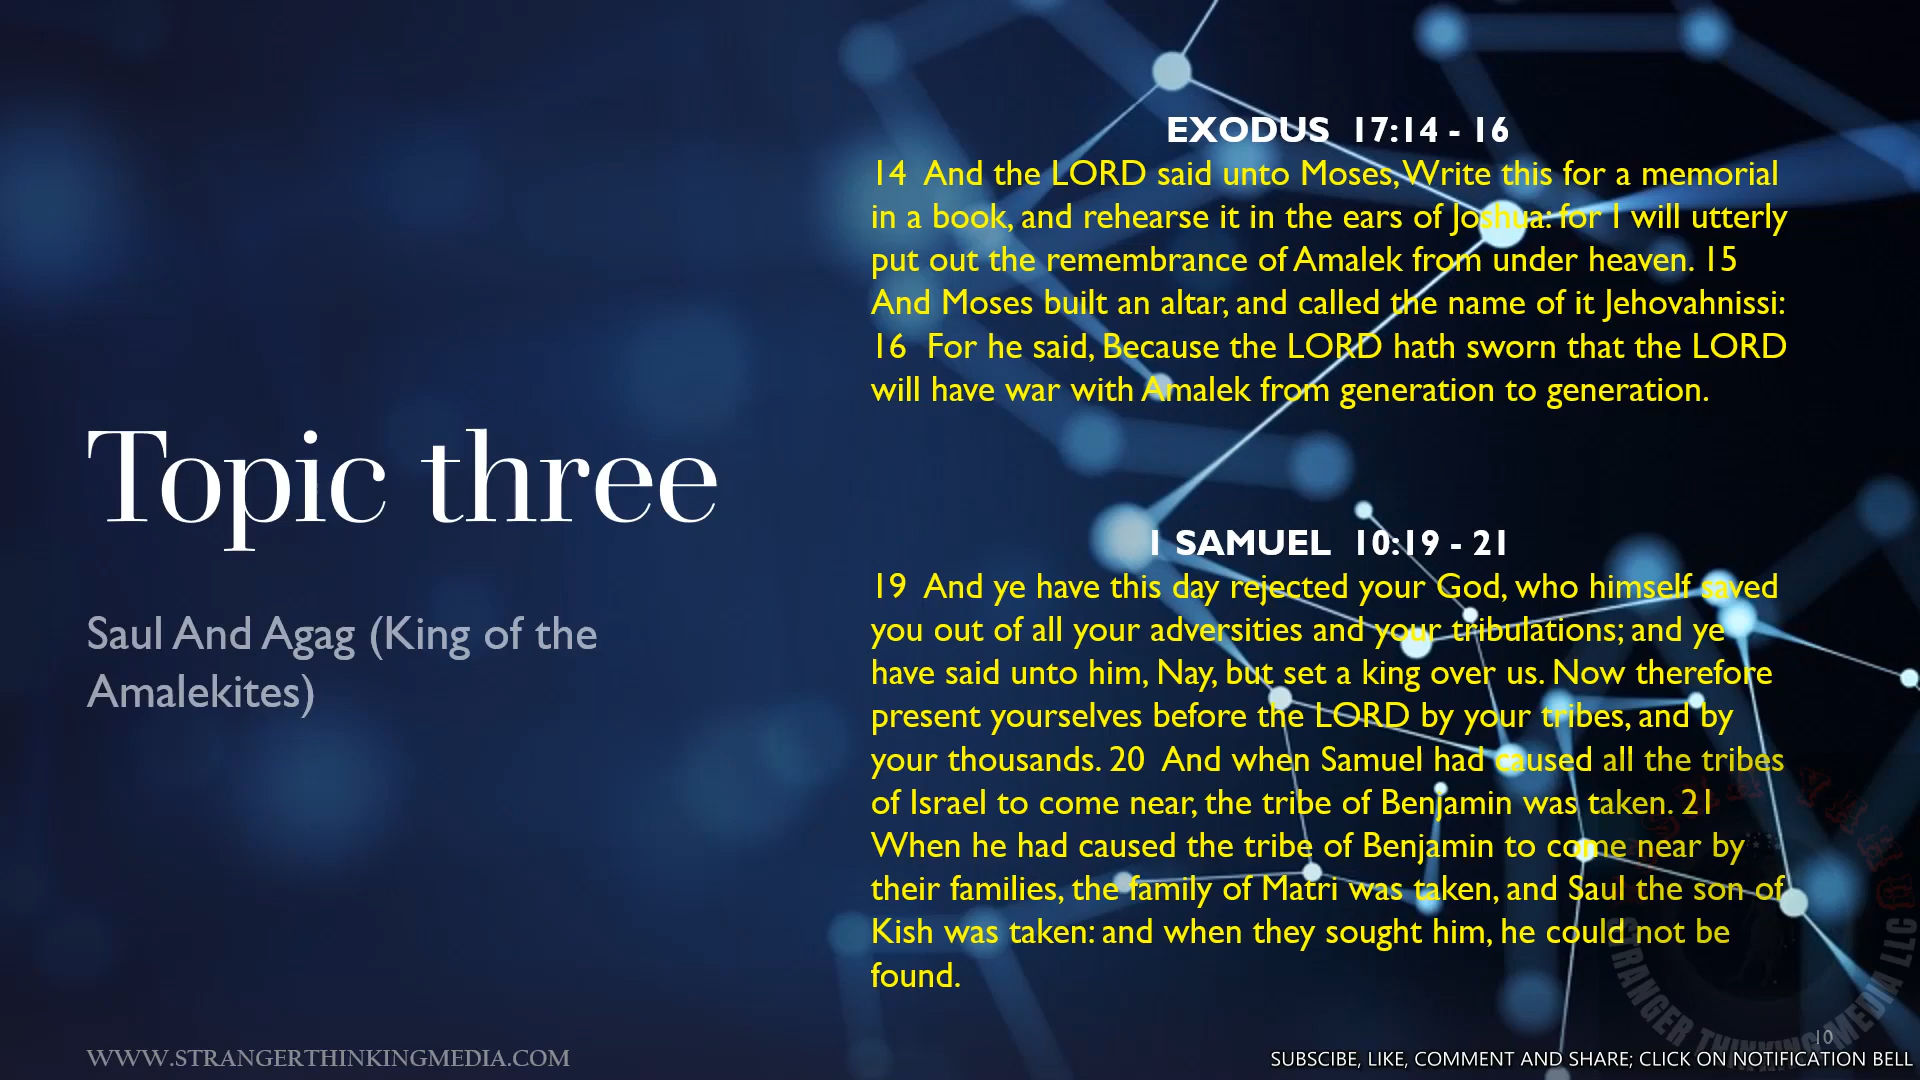 Topic three
Saul And Agag (King of the
Amalekites)
EXODUS 17:14 - 16
14 And the LORD said unto Moses, Write this for a memorial
in a book, and rehearse it in the ears of Joshua: for I will utterly
put out the remembrance of Amalek from under heaven. 15
And Moses built an altar, and called the name of it Jehovahnissi:
16 For he said, Because the LORD hath sworn that the LORD
will have war with Amalek from generation to generation.
1 SAMUEL 10:19 - 21
19 And ye have this day rejected your God, who himself saved
you out of all your adversities and your tribulations; and ye
have said unto him, Nay, but set a king over us. Now therefore
present yourselves before the LORD by your tribes, and by
your thousands. 20 And when Samuel had caused all the tribes
of Israel to come near, the tribe of Benjamin was taken. 21
When he had caused the tribe of Benjamin to come near by
their families, the family of Matri was taken, and Saul the son of
Kish was taken: and when they sought him, he could not be
found.
STRANGER THINKING MEDIA LLC
10
WWW.STRANGERTHINKINGMEDIA.COM
SUBSCIBE, LIKE, COMMENT AND SHARE; CLICK ON NOTIFICATION BELL